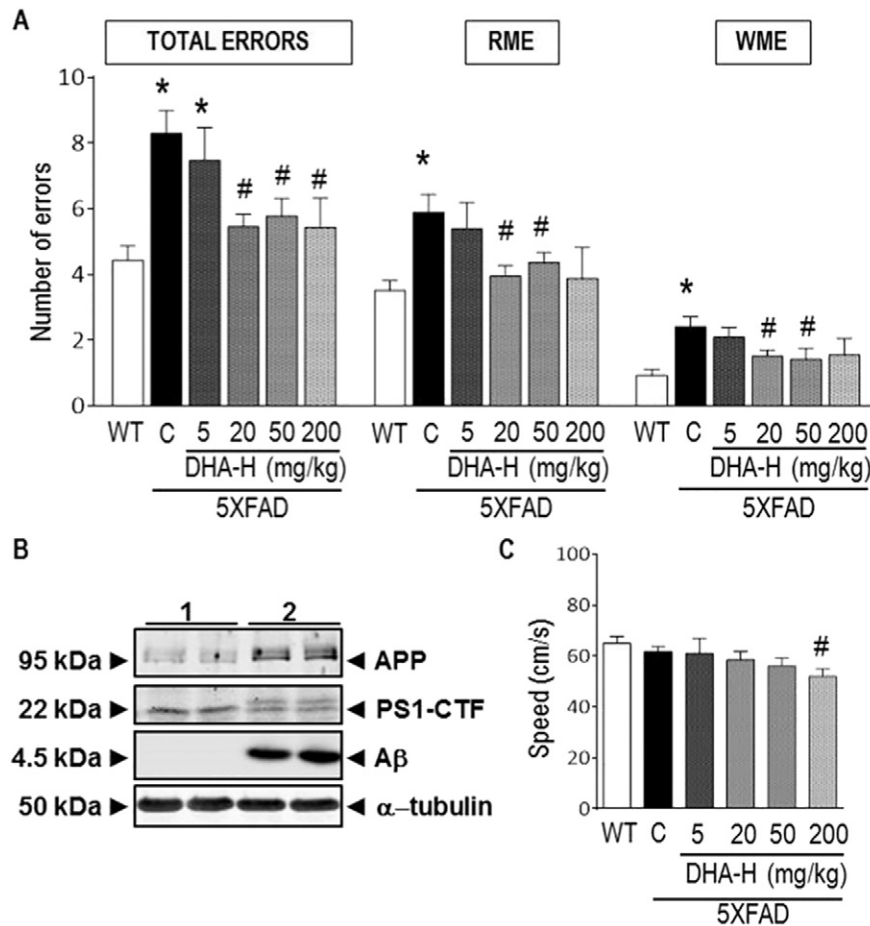 A
TOTAL ERRORS RME WME
Number of errors
10
8
6
4
2
0
* * # # #
* # #
* # #
WT C 5 20 50 200 WT C 5 20 50 200 WT C 5 20 50 200
DHA-H (mg/kg) DHA-H (mg/kg) DHA-H (mg/kg)
5XFAD 5XFAD 5XFAD
B
1 2
95 kDa APP
22 kDa PS1-CTF
4.5 kDa Aβ
50 kDa α–tubulin
C
Speed (cm/s)
100
80
60
40
20
0
#
WT C 5 20 50 200
DHA-H (mg/kg)
5XFAD